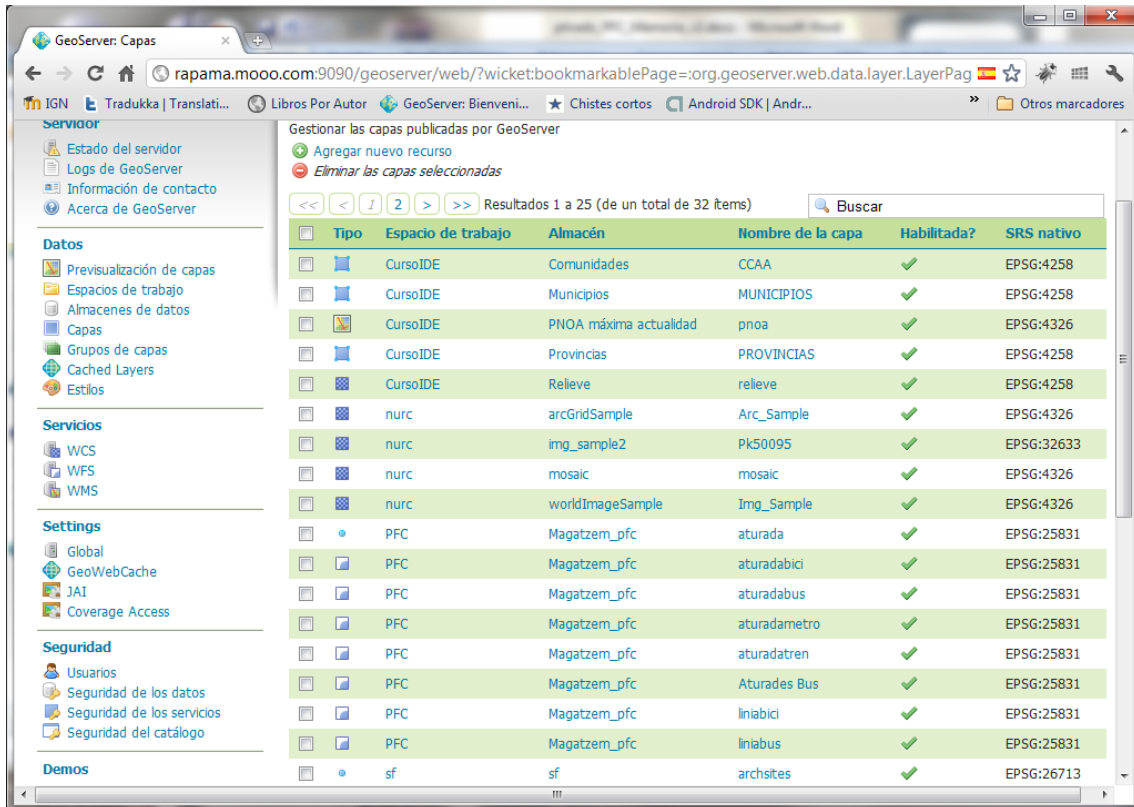 GeoServer: Capas
rapama.mooo.com:9090/geoserver/web/?wicket:bookmarkablePage=:org.geoserver.web.data.layer.LayerPag
IGN
Tradukka | Translati...
Libros Por Autor
GeoServer: Bienveni...
Chistes cortos
Android SDK | Andr...
»
Otros marcadores
Servidor
Estado del servidor
Logs de GeoServer
Información de contacto
Acerca de GeoServer
Datos
Previsualización de capas
Espacios de trabajo
Almacenes de datos
Capas
Grupos de capas
Cached Layers
Estilos
Servicios
WCS
WFS
WMS
Settings
Global
GeoWebCache
JAI
Coverage Access
Seguridad
Usuarios
Seguridad de los datos
Seguridad de los servicios
Seguridad del catálogo
Demos
Gestionar las capas publicadas por GeoServer
Agregar nuevo recurso
Eliminar las capas seleccionadas
<< < 1 2 > >> Resultados 1 a 25 (de un total de 32 ítems) Buscar
Tipo Espacio de trabajo Almacén Nombre de la capa Habilitada? SRS nativo
CursoIDE Comunidades CCAA EPSG:4258
CursoIDE Municipios MUNICIPIOS EPSG:4258
CursoIDE PNOA máxima actualidad pnoa EPSG:4326
CursoIDE Provincias PROVINCIAS EPSG:4258
CursoIDE Relieve relieve EPSG:4258
nurc arcGridSample Arc_Sample EPSG:4326
nurc img_sample2 Pk50095 EPSG:32633
nurc mosaic mosaic EPSG:4326
nurc worldImageSample Img_Sample EPSG:4326
PFC Magatzem_pfc aturada EPSG:25831
PFC Magatzem_pfc aturadabici EPSG:25831
PFC Magatzem_pfc aturadabus EPSG:25831
PFC Magatzem_pfc aturadametro EPSG:25831
PFC Magatzem_pfc aturadatren EPSG:25831
PFC Magatzem_pfc Aturades Bus EPSG:25831
PFC Magatzem_pfc liniabici EPSG:25831
PFC Magatzem_pfc liniabus EPSG:25831
sf sf archsites EPSG:26713